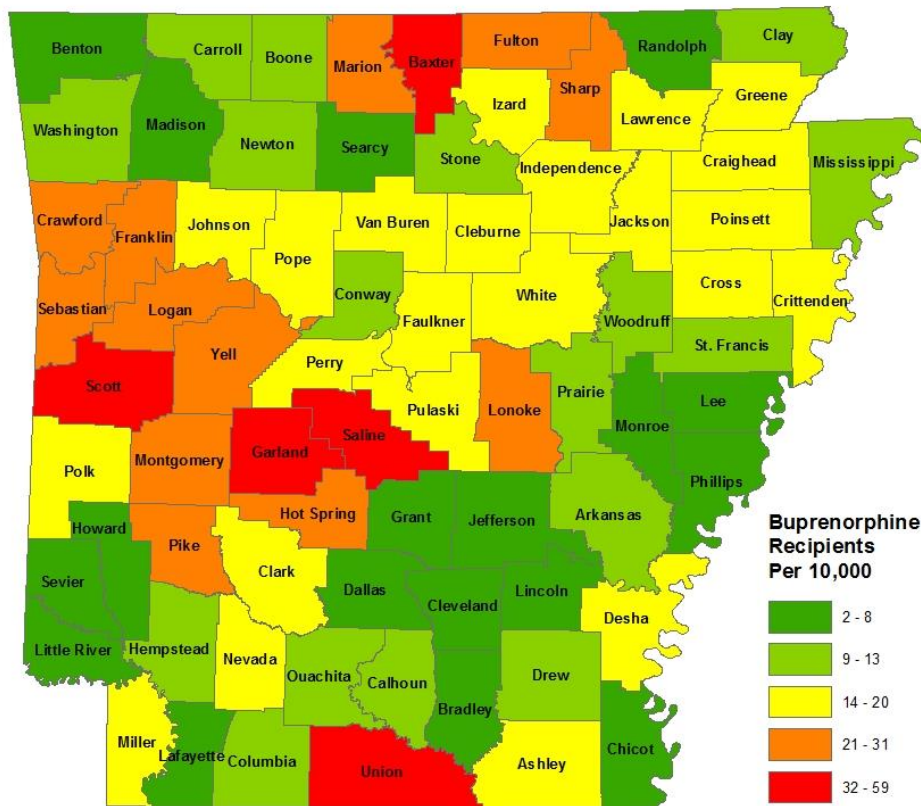 Benton
Carroll
Boone
Marion
Baxter
Fulton
Randolph
Clay
Sharp
Izard
Greene
Lawrence
Washington
Madison
Newton
Searcy
Stone
Independence
Craighead
Mississippi
Crawford
Franklin
Johnson
Van Buren
Cleburne
Jackson
Poinsett
Pope
Sebastian
Logan
Conway
White
Cross
Crittenden
Faulkner
Woodruff
Yell
Perry
St. Francis
Scott
Prairie
Lee
Pulaski
Lonoke
Monroe
Saline
Garland
Montgomery
Polk
Phillips
Hot Spring
Grant
Jefferson
Arkansas
Howard
Pike
Clark
Sevier
Dallas
Cleveland
Lincoln
Desha
Little River
Hempstead
Nevada
Ouachita
Calhoun
Drew
Bradley
Miller
Lafayette
Columbia
Union
Ashley
Chicot
Buprenorphine
Recipients
Per 10,000
2 - 8
9 - 13
14 - 20
21 - 31
32 - 59